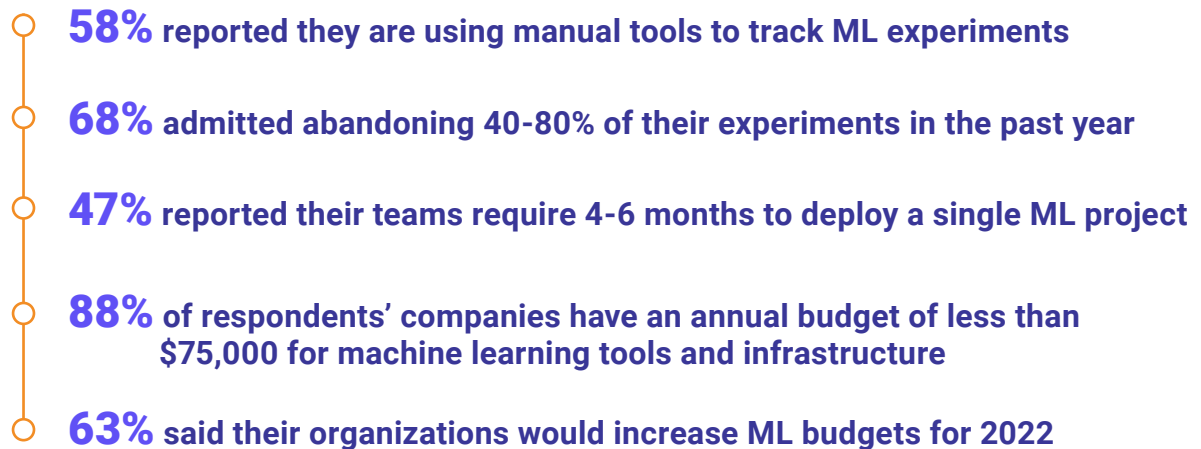 58% reported they are using manual tools to track ML experiments
68% admitted abandoning 40-80% of their experiments in the past year
47% reported their teams require 4-6 months to deploy a single ML project
88% of respondents’ companies have an annual budget of less than
$75,000 for machine learning tools and infrastructure
63% said their organizations would increase ML budgets for 2022